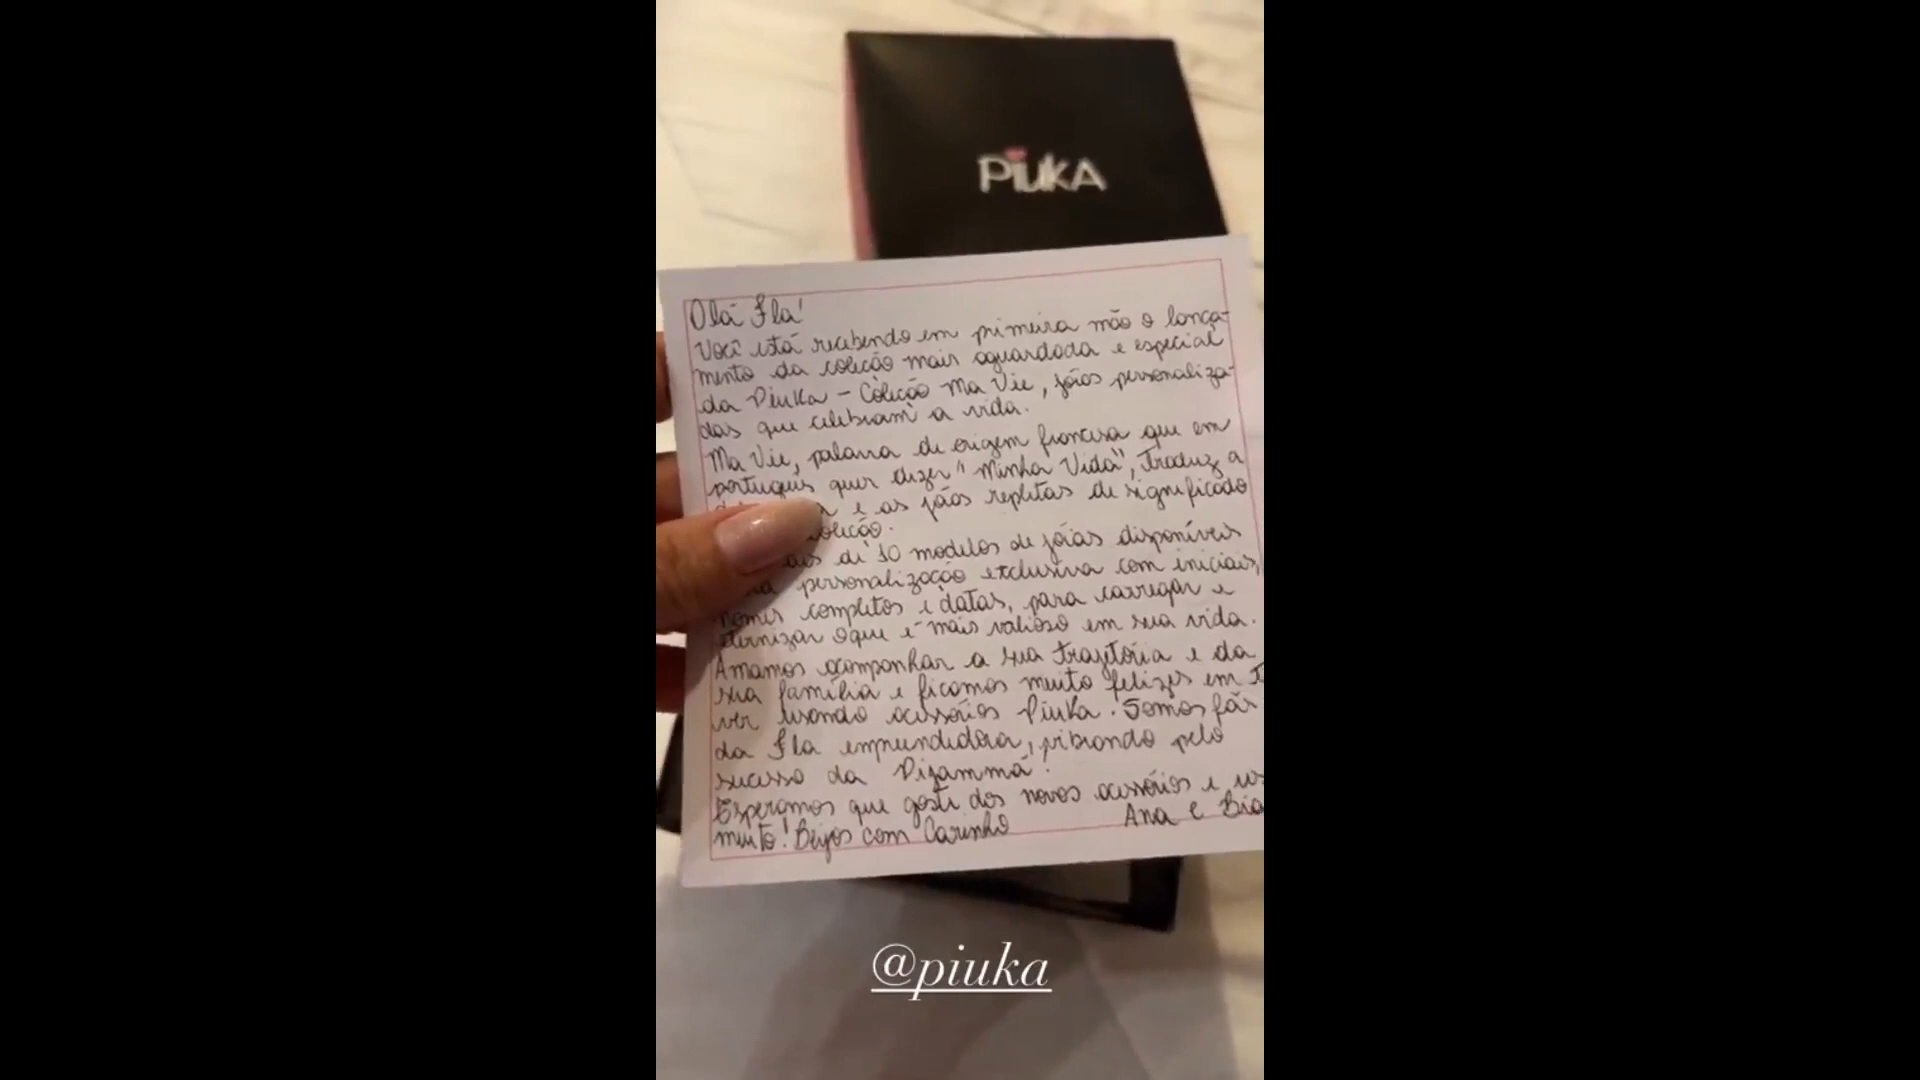 PiuKA
Olá Fla!
Você está recebendo em primeira mão o lança-
mento da coleção mais aguardada e especial
da Piuka - Coleção Ma Vie, jóias personaliza-
das que celebram a vida.
Ma Vie, palavra de origem francesa que em
português quer dizer "Minha Vida", traduz a
e as jóias repletas de significado
coleção.
de 10 modelos de jóias disponíveis
personalização exclusiva com iniciais,
nomes completos e datas, para carregar e
eternizar oque é mais valioso em sua vida.
Amamos acompanhar a sua trajetória e da
sua família e ficamos muito felizes em te
ver usando acessórios Piuka. Somos fãs
da Fla empreendedora, vibrando pelo
sucesso da Pijammá!
Esperamos que goste dos novos acessórios e
muito! Beijos com Carinho Ana e Bia
@piuka